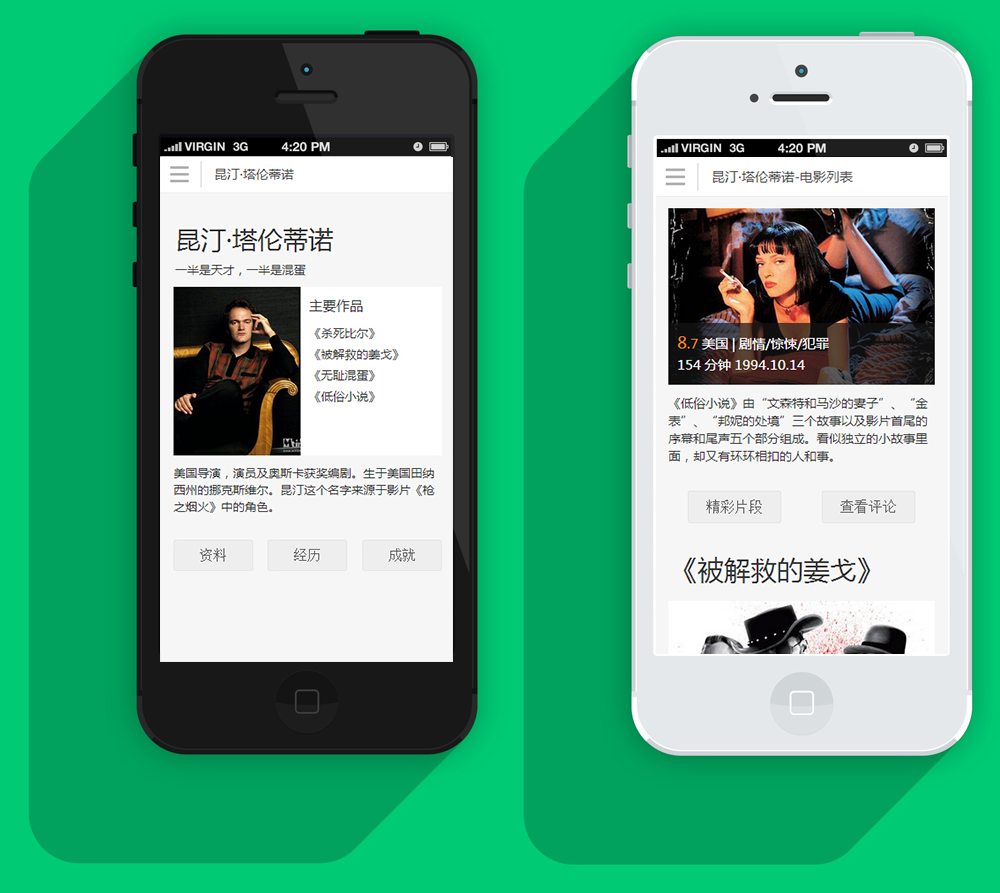 VIRGIN 3G 4:20 PM
昆汀·塔伦蒂诺
昆汀·塔伦蒂诺
一半是天才，一半是混蛋
主要作品
《杀死比尔》
《被解救的姜戈》
《无耻混蛋》
《低俗小说》
美国导演，演员及奥斯卡获奖编剧。生于美国田纳
西州的挪克斯维尔。昆汀这个名字来源于影片《枪
之烟火》中的角色。
资料 经历 成就
VIRGIN 3G 4:20 PM
昆汀·塔伦蒂诺-电影列表
8.7 美国 | 剧情/惊悚/犯罪
154 分钟 1994.10.14
《低俗小说》由“文森特和马沙的妻子”、“金
表”、“邦妮的处境”三个故事以及影片首尾的
序幕和尾声五个部分组成。看似独立的小故事里
面，却又有环环相扣的人和事。
精彩片段 查看评论
《被解救的姜戈》